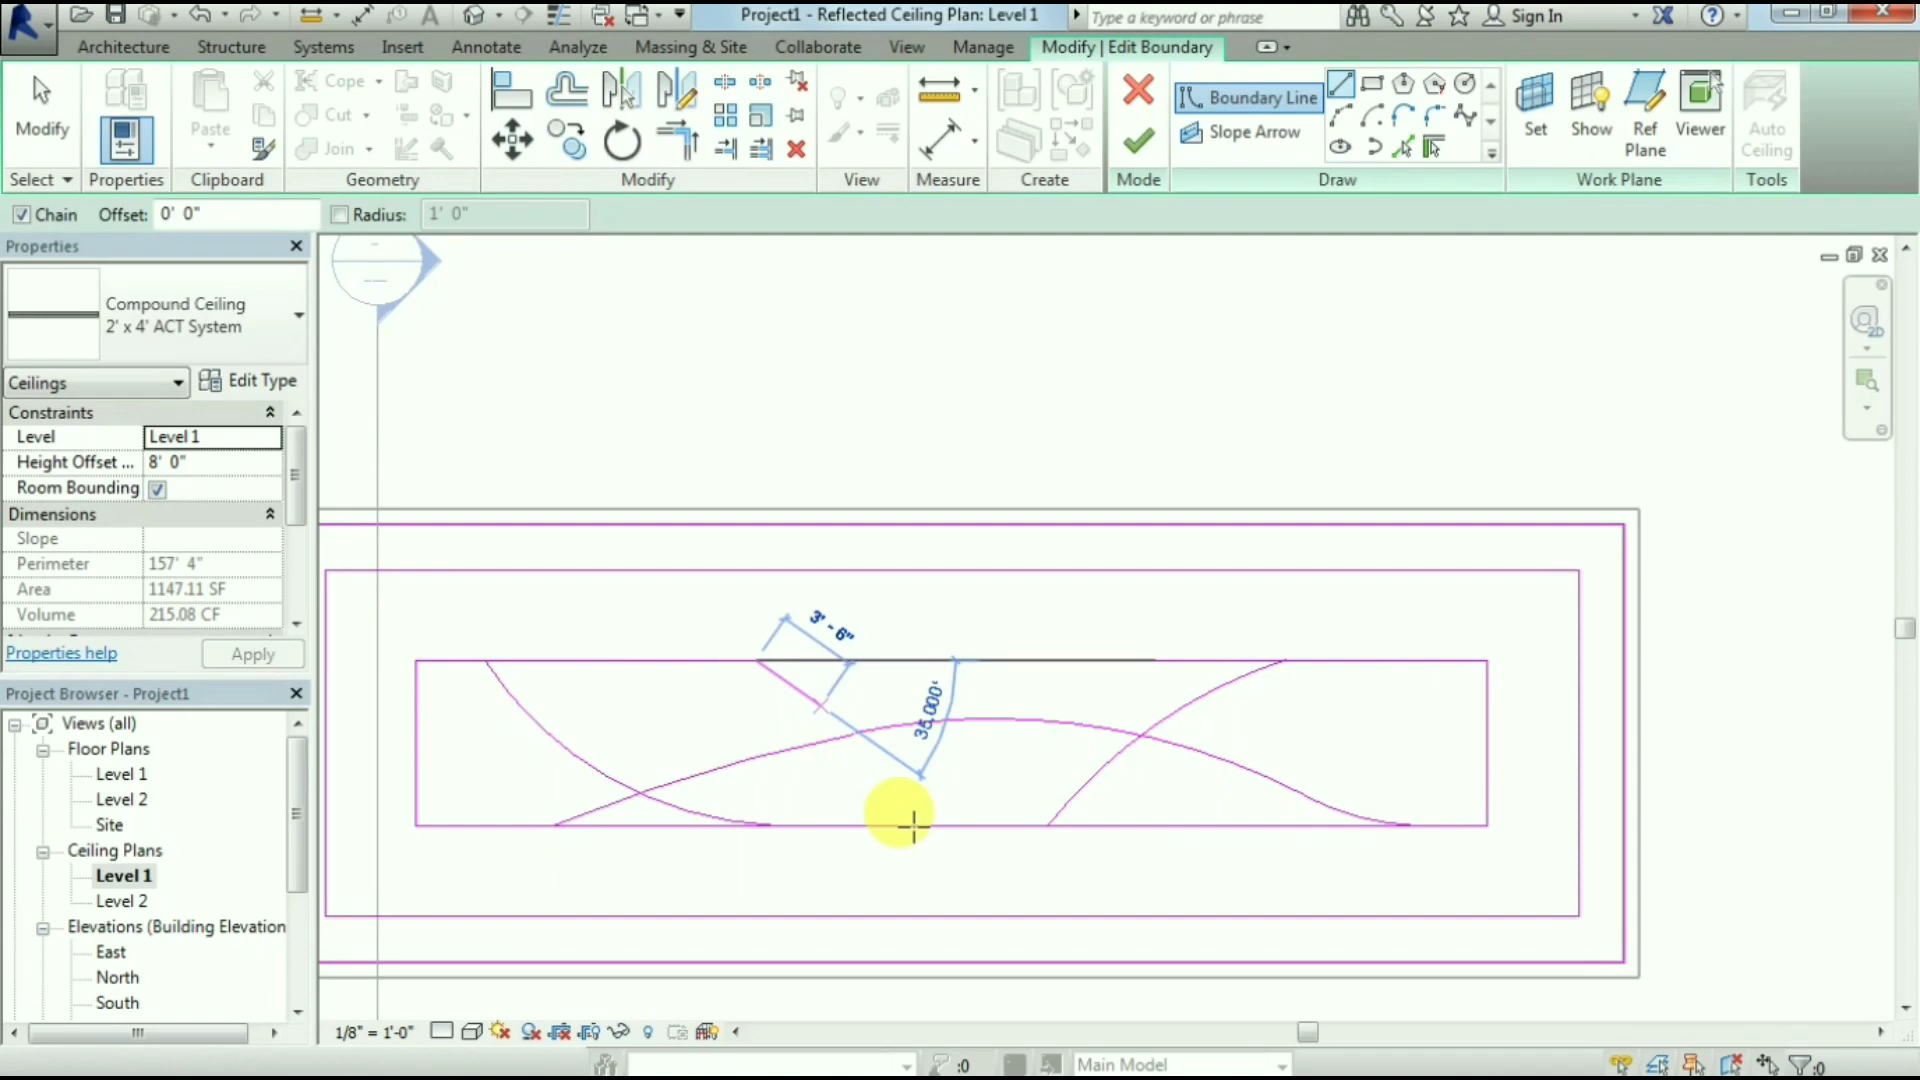 Project1 - Reflected Ceiling Plan: Level 1
Type a keyword or phrase
Sign In
Architecture Structure Systems Insert Annotate Analyze Massing & Site Collaborate View Manage Modify | Edit Boundary
Modify
Paste
Cope
Cut
Join
Boundary Line
Slope Arrow
Set
Show
Ref Plane
Viewer
Auto Ceiling
Select Properties Clipboard Geometry Modify View Measure Create Mode Draw Work Plane Tools
Chain Offset: 0' 0" Radius: 1' 0"
Properties
Compound Ceiling
2' x 4' ACT System
Ceilings Edit Type
Constraints
Level Level 1
Height Offset ... 8' 0"
Room Bounding
Dimensions
Slope
Perimeter 157' 4"
Area 1147.11 SF
Volume 215.08 CF
Properties help Apply
Project Browser - Project1
Views (all)
Floor Plans
Level 1
Level 2
Site
Ceiling Plans
Level 1
Level 2
Elevations (Building Elevation
East
North
South
3' - 6"
35.000°
2D
1/8" = 1'-0"
:0
Main Model
:0